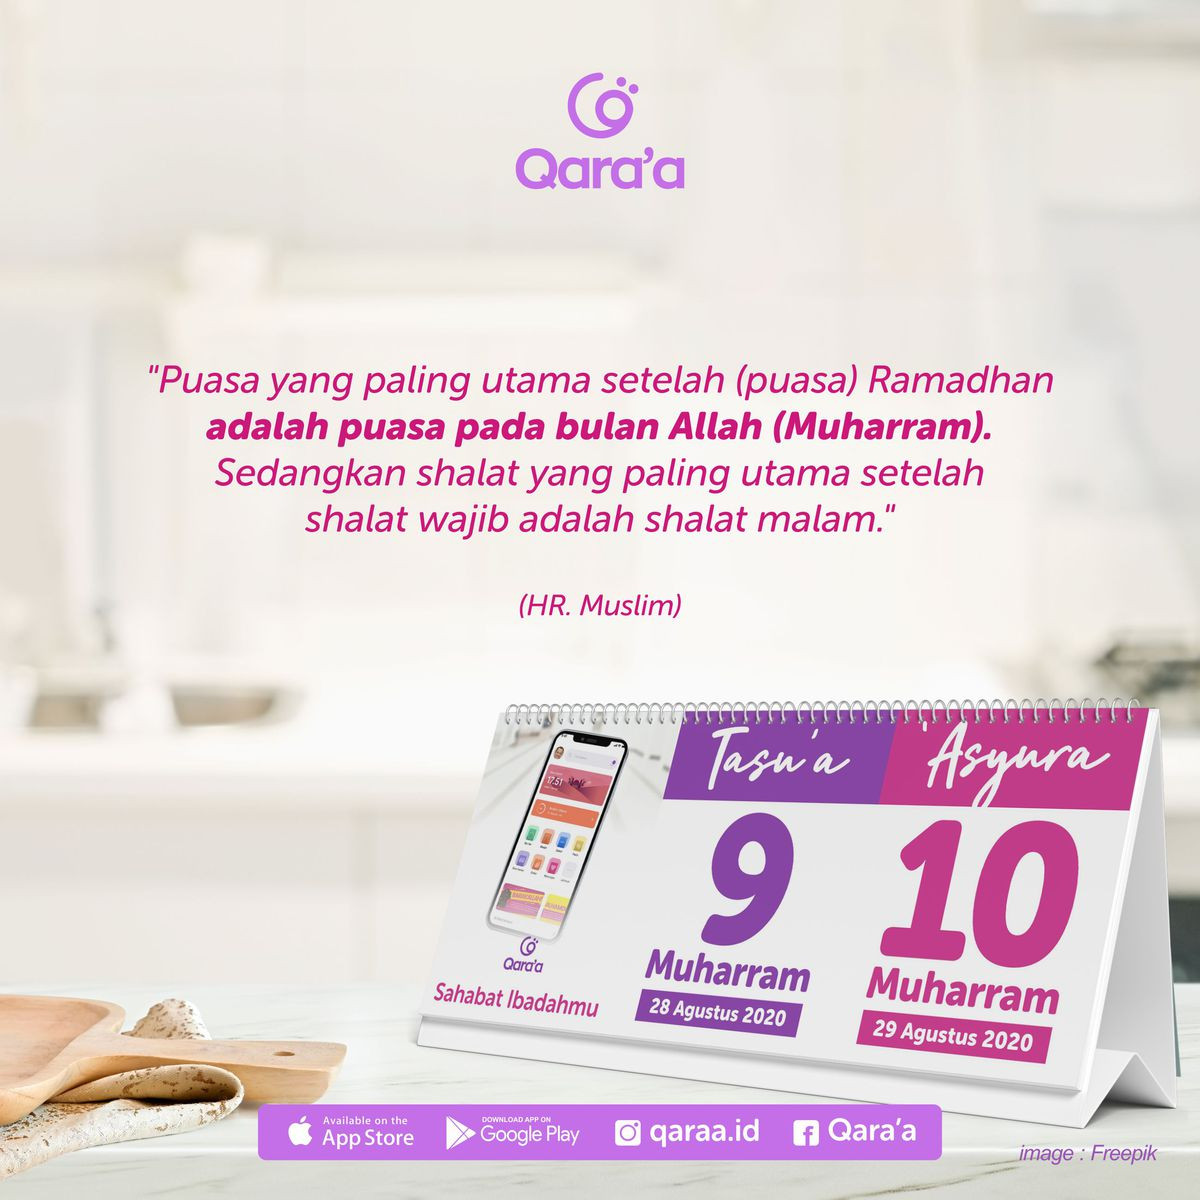 Qara'a
"Puasa yang paling utama setelah (puasa) Ramadhan
adalah puasa pada bulan Allah (Muharram).
Sedangkan shalat yang paling utama setelah
shalat wajib adalah shalat malam."
(HR. Muslim)
Tasu'a
'Asyura
17.51
9
Muharram
28 Agustus 2020
10
Muharram
29 Agustus 2020
Qara'a
Sahabat Ibadahmu
Available on the
App Store
DOWNLOAD APP ON
Google Play
qaraa.id
Qara'a
image : Freepik